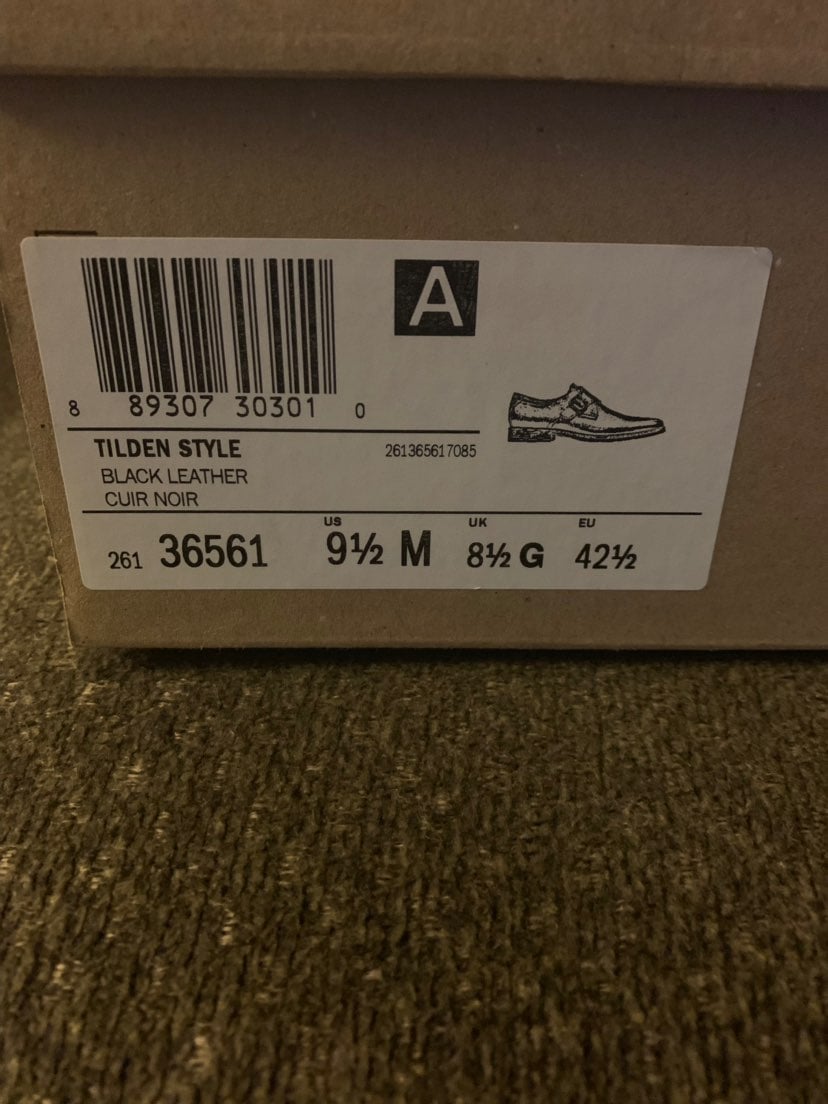 A
8 89307 30301 0
TILDEN STYLE 261365617085
BLACK LEATHER
CUIR NOIR
US UK EU
261 36561 9½ M 8½ G 42½